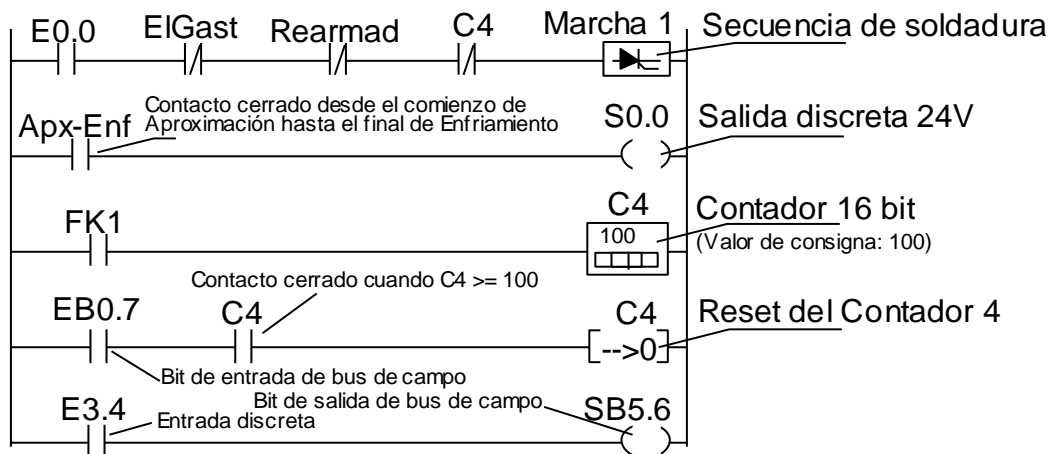 E0.0 ElGast Rearmad C4 Marcha 1 Secuencia de soldadura
Contacto cerrado desde el comienzo de
Apx-Enf Aproximación hasta el final de Enfriamiento S0.0 Salida discreta 24V
FK1 C4 Contador 16 bit
100 (Valor de consigna: 100)
Contacto cerrado cuando C4 >= 100
EB0.7 C4 C4 Reset del Contador 4
-->0
Bit de entrada de bus de campo
E3.4 Bit de salida de bus de campo SB5.6
Entrada discreta